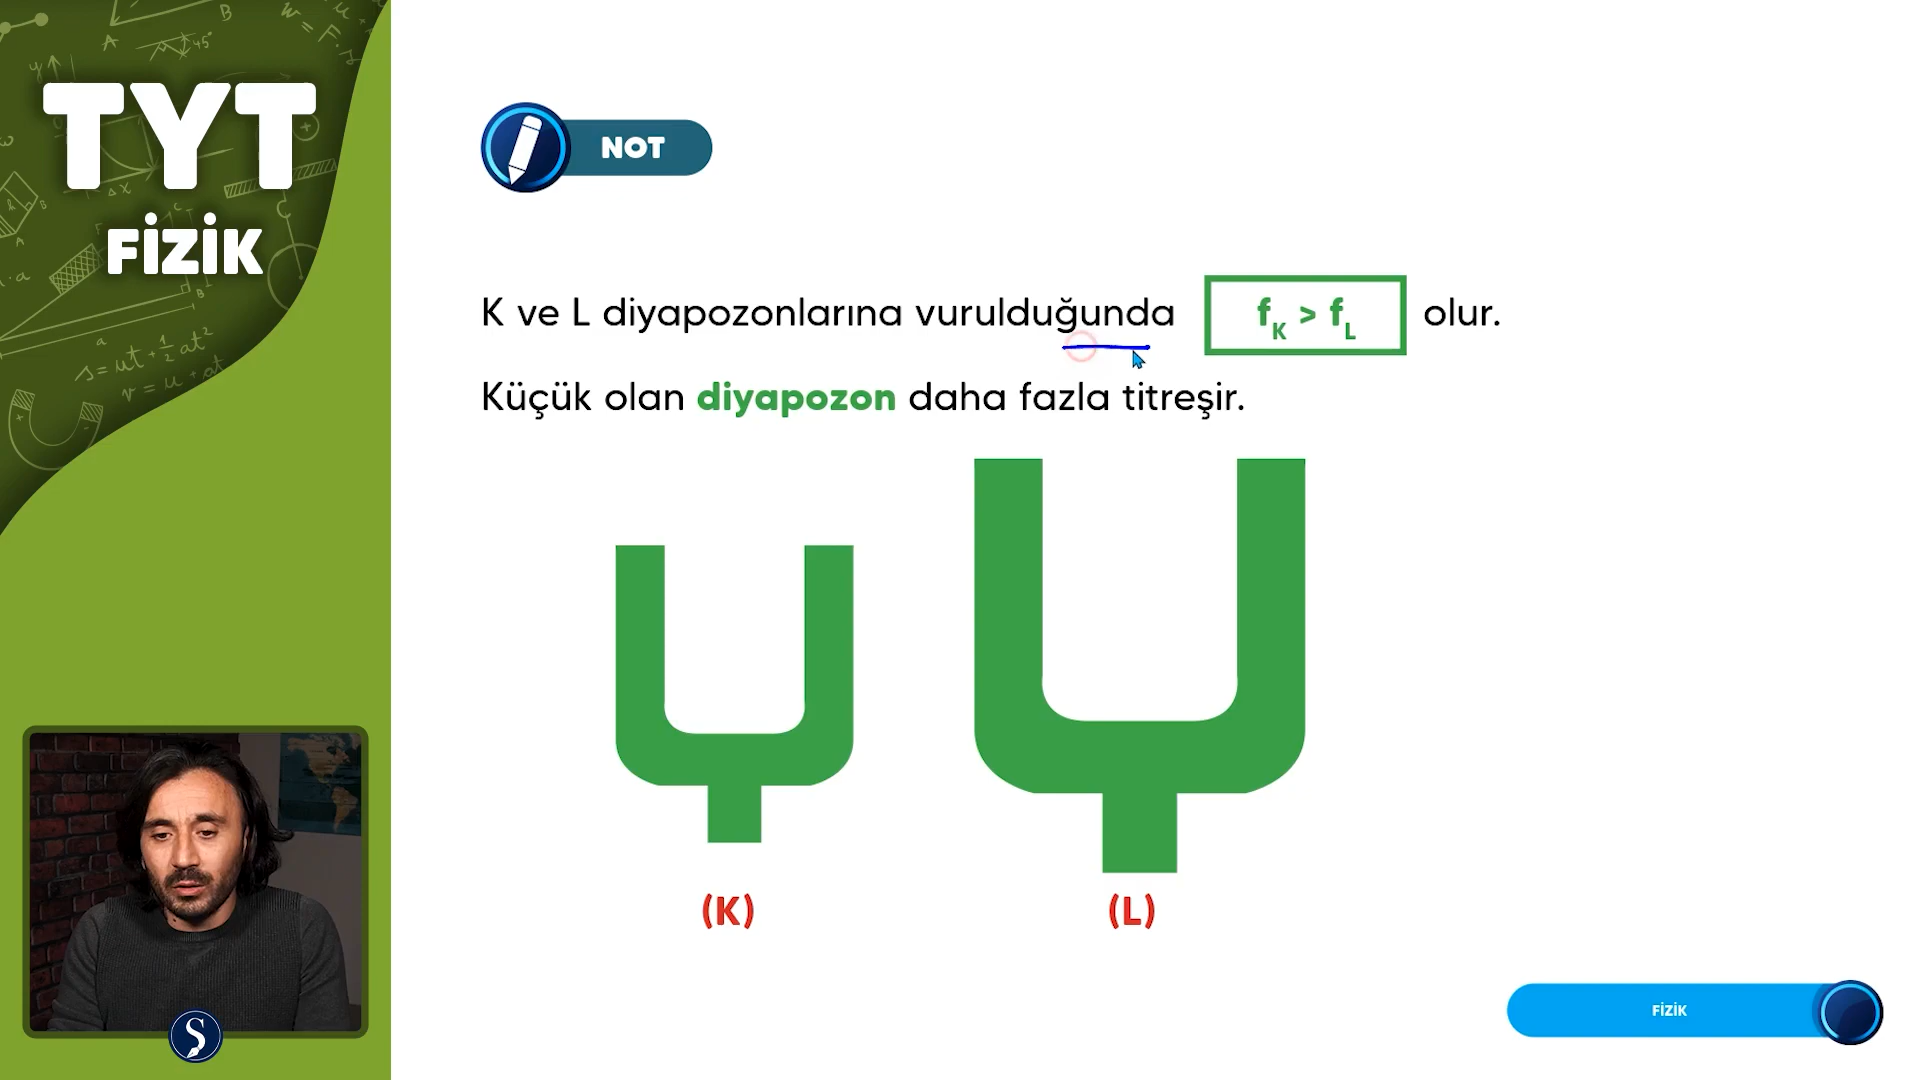 TYT
FİZİK
NOT
K ve L diyapozonlarına vurulduğunda f_K > f_L olur.
Küçük olan diyapozon daha fazla titreşir.
(K)
(L)
FİZİK